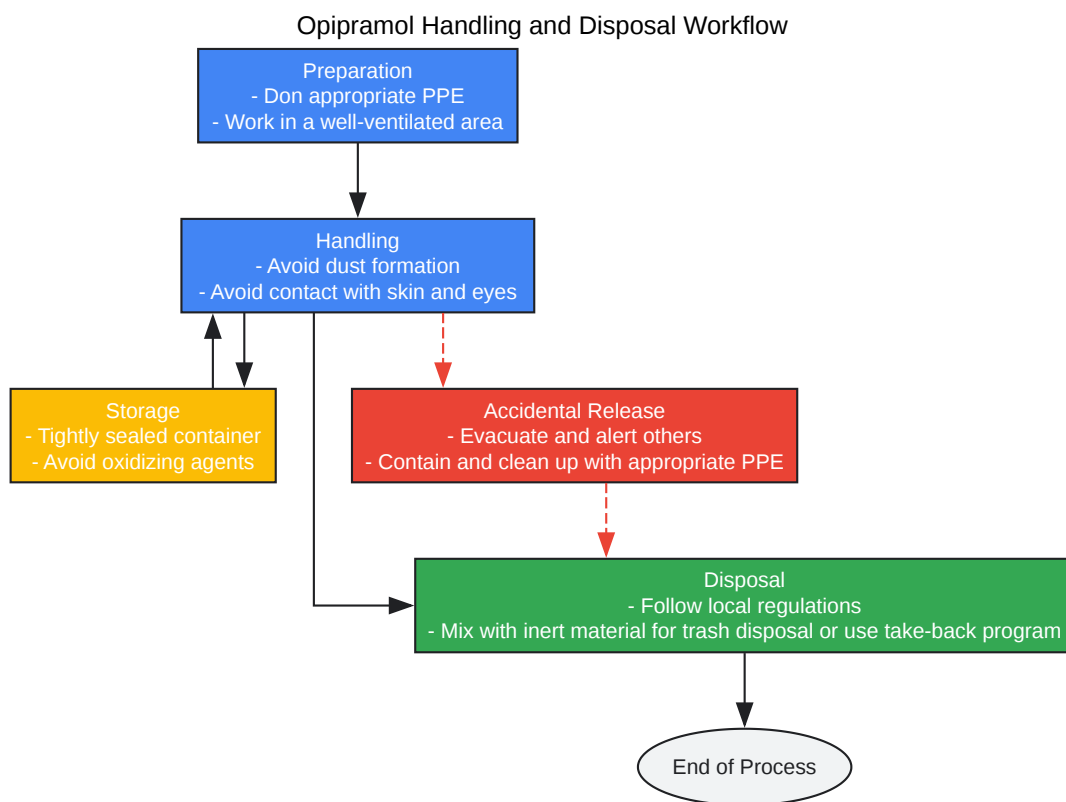 Opipramol Handling and Disposal Workflow
Preparation
- Don appropriate PPE
- Work in a well-ventilated area
Handling
- Avoid dust formation
- Avoid contact with skin and eyes
Storage
- Tightly sealed container
- Avoid oxidizing agents
Accidental Release
- Evacuate and alert others
- Contain and clean up with appropriate PPE
Disposal
- Follow local regulations
- Mix with inert material for trash disposal or use take-back program
End of Process